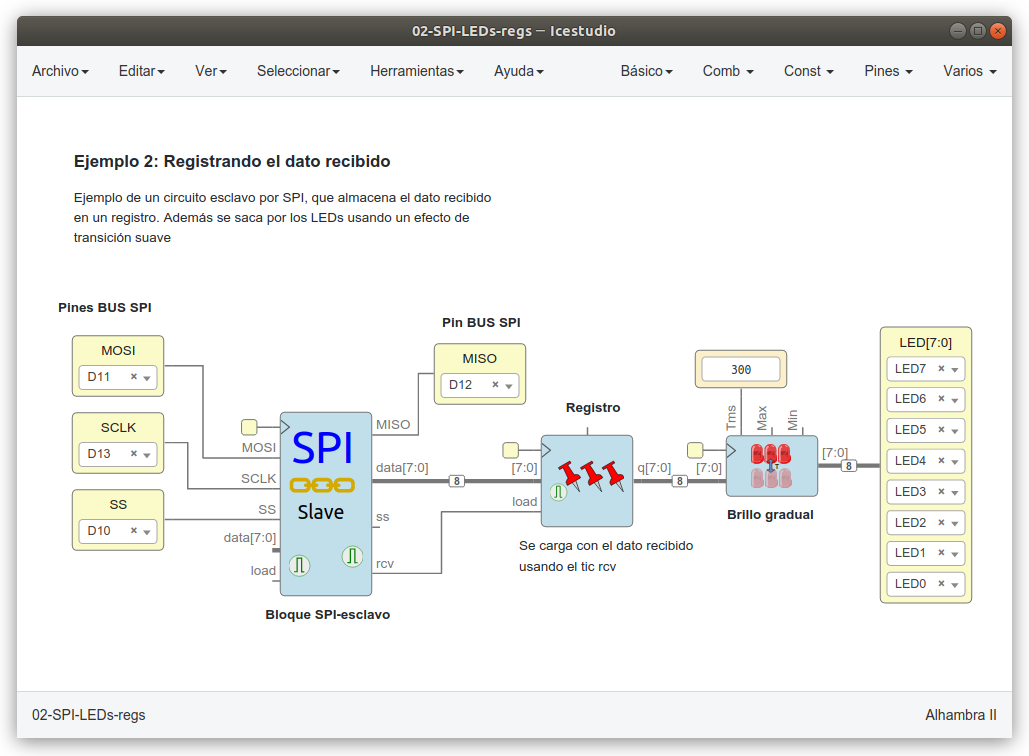 02-SPI-LEDs-regs — Icestudio
Archivo Editar Ver Seleccionar Herramientas Ayuda Básico Comb Const Pines Varios
Ejemplo 2: Registrando el dato recibido
Ejemplo de un circuito esclavo por SPI, que almacena el dato recibido
en un registro. Además se saca por los LEDs usando un efecto de
transición suave
Pines BUS SPI
MOSI
D11
SCLK
D13
SS
D10
MOSI
SCLK
SS
data[7:0]
load
SPI
Slave
MISO
data[7:0]
ss
rcv
Bloque SPI-esclavo
Pin BUS SPI
MISO
D12
8
Registro
[7:0]
load
q[7:0]
Se carga con el dato recibido
usando el tic rcv
8
300
Tms
Max
Min
[7:0]
T
[7:0]
Brillo gradual
8
LED[7:0]
LED7
LED6
LED5
LED4
LED3
LED2
LED1
LED0
02-SPI-LEDs-regs
Alhambra II